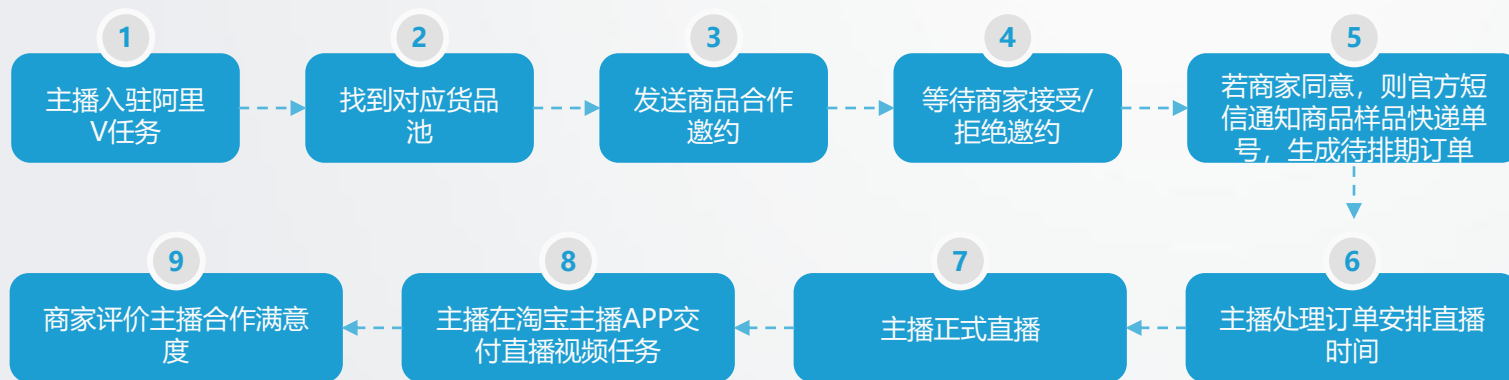 1
主播入驻阿里
V任务
2
找到对应货品
池
3
发送商品合作
邀约
4
等待商家接受/
拒绝邀约
5
若商家同意，则官方短
信通知商品样品快递单
号，生成待排期订单
6
主播处理订单安排直播
时间
7
主播正式直播
8
主播在淘宝主播APP交
付直播视频任务
9
商家评价主播合作满意
度